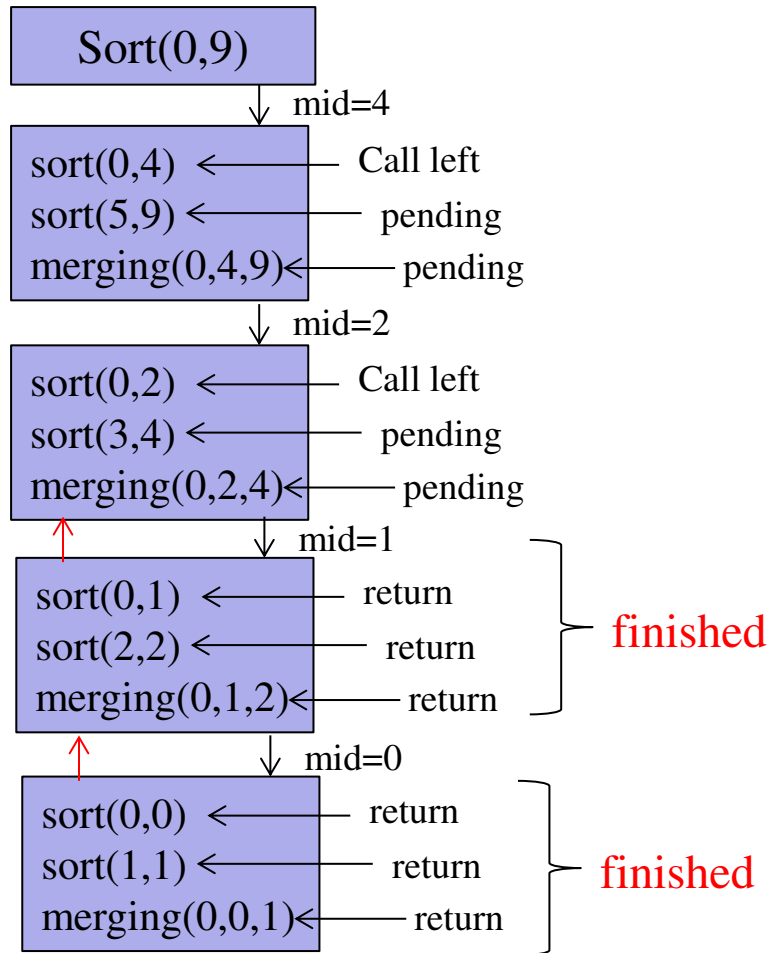 Sort(0,9)
mid=4
sort(0,4) Call left
sort(5,9) pending
merging(0,4,9) pending
mid=2
sort(0,2) Call left
sort(3,4) pending
merging(0,2,4) pending
mid=1
sort(0,1) return
sort(2,2) return
finished
merging(0,1,2) return
mid=0
sort(0,0) return
sort(1,1) return
finished
merging(0,0,1) return